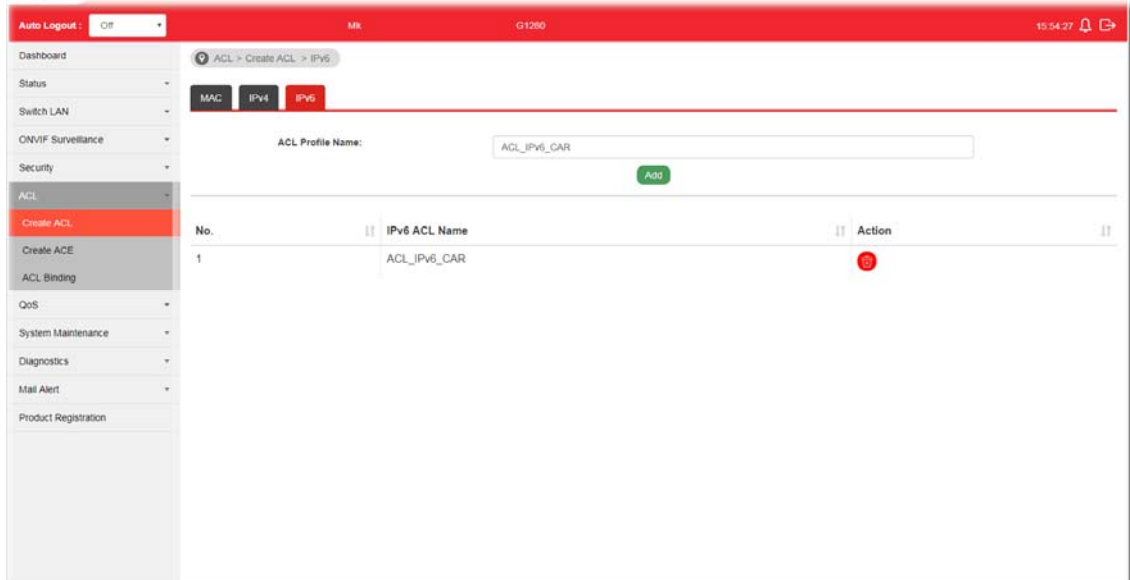 Auto Logout : Off Mk G1280 15:54:27
Dashboard
Status
Switch LAN
ONVIF Surveillance
Security
ACL
Create ACL
Create ACE
ACL Binding
QoS
System Maintenance
Diagnostics
Mail Alert
Product Registration
ACL > Create ACL > IPv6
MAC IPv4 IPv6
ACL Profile Name: ACL_IPv6_CAR
Add
No. IPv6 ACL Name Action
1 ACL_IPv6_CAR